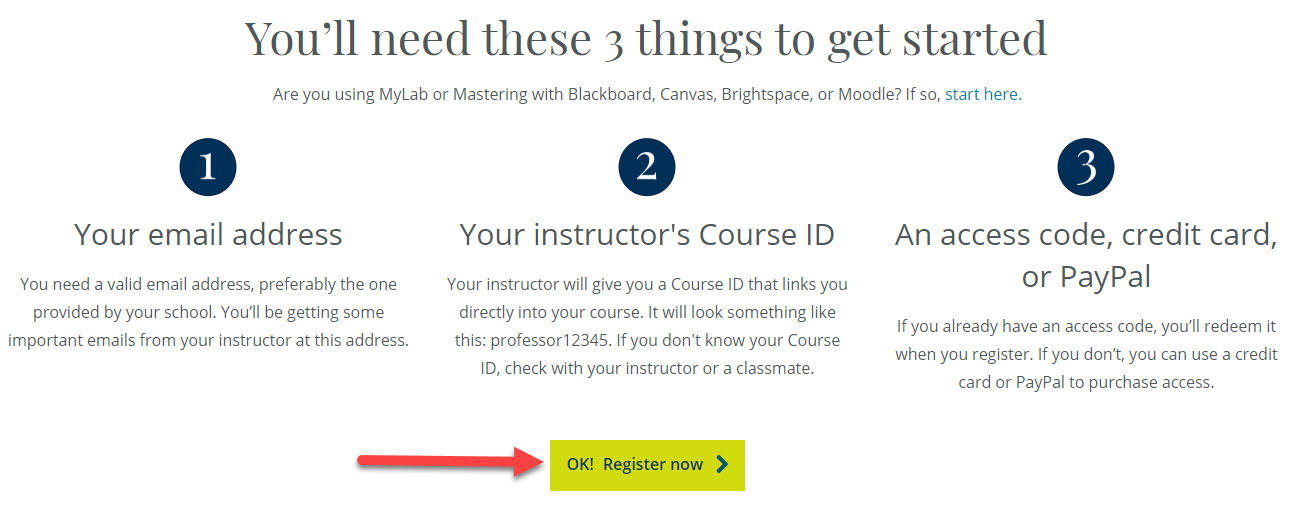 You’ll need these 3 things to get started
Are you using MyLab or Mastering with Blackboard, Canvas, Brightspace, or Moodle? If so, start here.
1
Your email address
You need a valid email address, preferably the one
provided by your school. You’ll be getting some
important emails from your instructor at this address.
2
Your instructor's Course ID
Your instructor will give you a Course ID that links you
directly into your course. It will look something like
this: professor12345. If you don't know your Course
ID, check with your instructor or a classmate.
3
An access code, credit card,
or PayPal
If you already have an access code, you’ll redeem it
when you register. If you don’t, you can use a credit
card or PayPal to purchase access.
OK! Register now